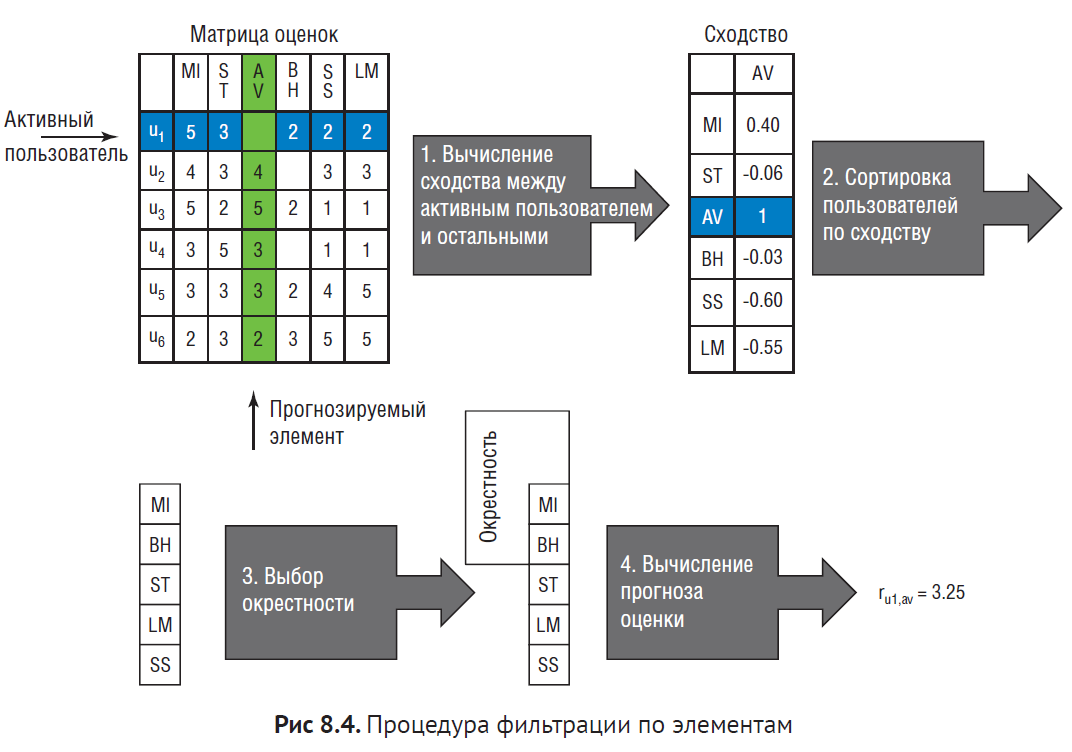 Матрица оценок
MI S T A V B H S S LM
Активный пользователь
u1 5 3 2 2 2
u2 4 3 4 3 3
u3 5 2 5 2 1 1
u4 3 5 3 1 1
u5 3 3 3 2 4 5
u6 2 3 2 3 5 5
Прогнозируемый
элемент
1. Вычисление
сходства между
активным пользователем
и остальными
Сходство
AV
MI 0.40
ST -0.06
AV 1
BH -0.03
SS -0.60
LM -0.55
2. Сортировка
пользователей
по сходству
MI
BH
ST
LM
SS
3. Выбор
окрестности
Окрестность
MI
BH
ST
LM
SS
4. Вычисление
прогноза
оценки
ru1,av = 3.25
Рис 8.4. Процедура фильтрации по элементам